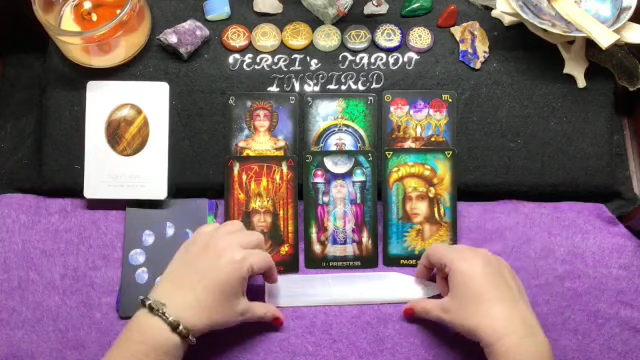 TERRI's TAROT
INSPIRED
II · PRIESTESS
PAGE